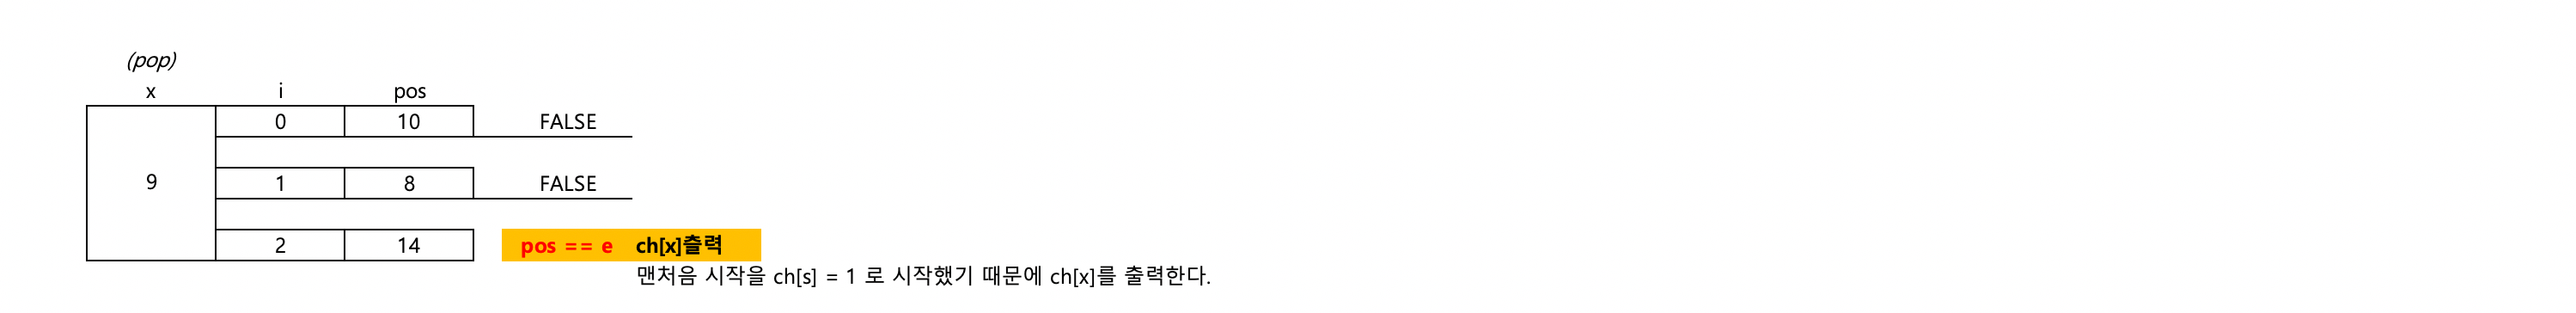 (pop)
x i pos
0 10 FALSE
9 1 8 FALSE
2 14 pos == e ch[x]츨력
맨처음 시작을 ch[s] = 1 로 시작했기 때문에 ch[x]를 출력한다.